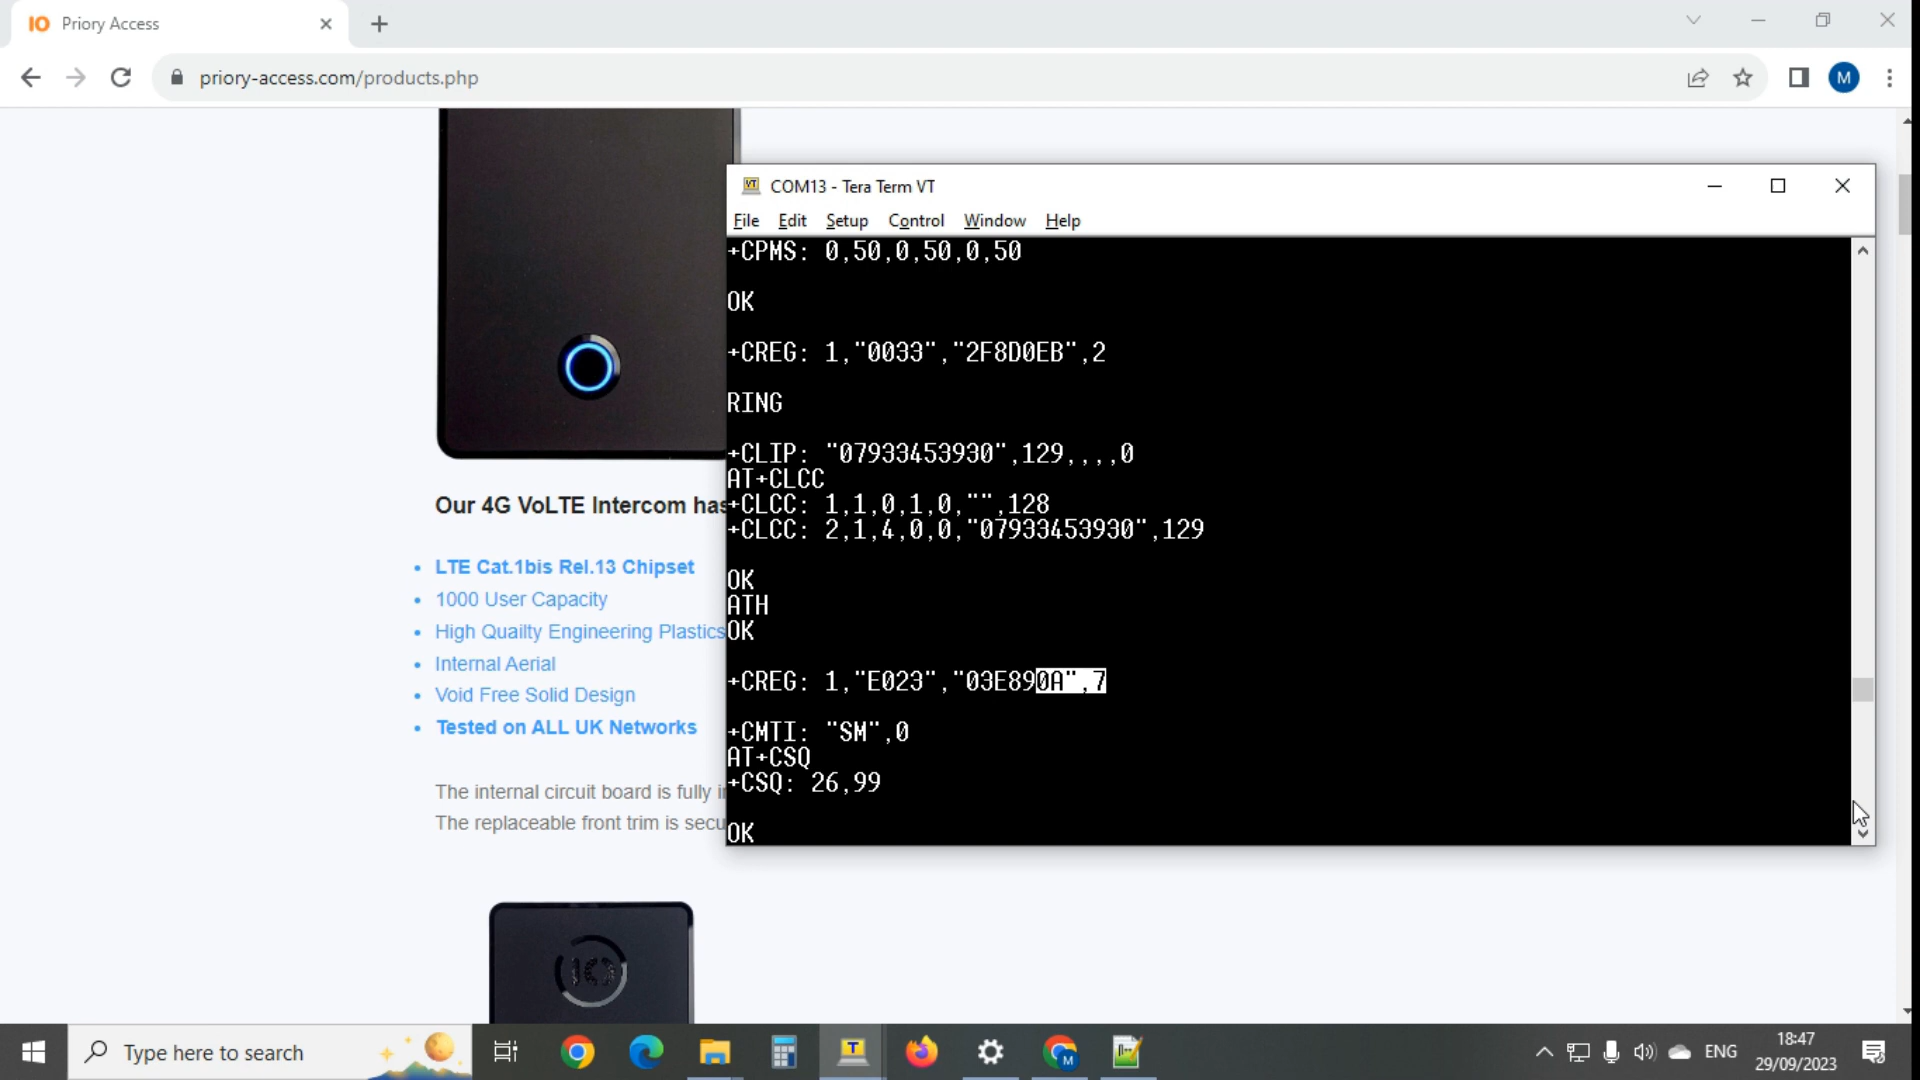 IO Priory Access
priory-access.com/products.php
M
COM13 - Tera Term VT
VT
File Edit Setup Control Window Help
+CPMS: 0,50,0,50,0,50
OK
+CREG: 1,"0033","2F8D0EB",2
RING
+CLIP: "07933453930",129,,,,0
AT+CLCC
+CLCC: 1,1,0,1,0,"",128
+CLCC: 2,1,4,0,0,"07933453930",129
OK
ATH
OK
+CREG: 1,"E023","03E890A",7
+CMTI: "SM",0
AT+CSQ
+CSQ: 26,99
OK
Our 4G VoLTE Intercom has
LTE Cat.1bis Rel.13 Chipset
1000 User Capacity
High Quailty Engineering Plastics
Internal Aerial
Void Free Solid Design
Tested on ALL UK Networks
The internal circuit board is fully
The replaceable front trim is
IO
Type here to search
T
M
ENG
18:47
29/09/2023